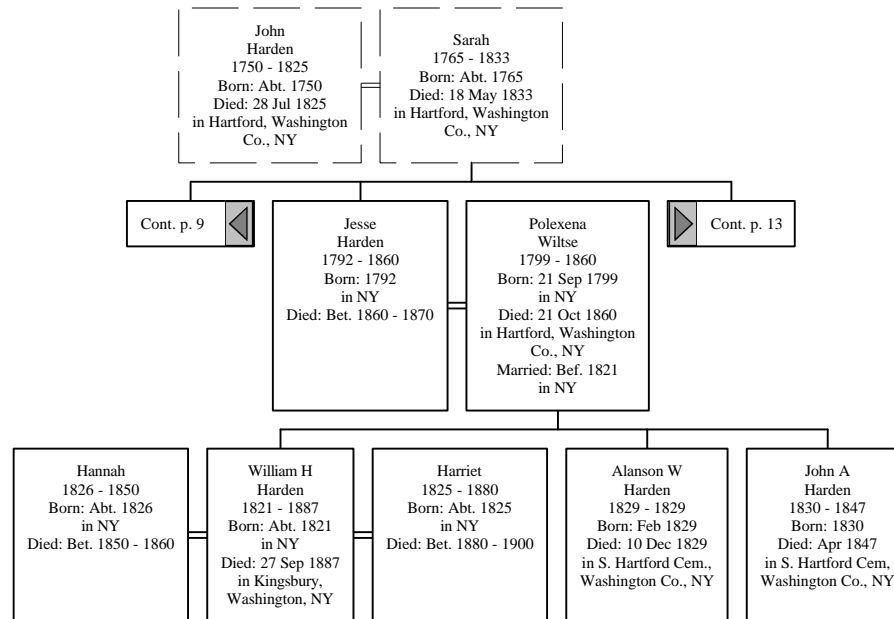 John
Harden
1750 - 1825
Born: Abt. 1750
Died: 28 Jul 1825
in Hartford, Washington
Co., NY
Sarah
1765 - 1833
Born: Abt. 1765
Died: 18 May 1833
in Hartford, Washington
Co., NY
Cont. p. 9
Jesse
Harden
1792 - 1860
Born: 1792
in NY
Died: Bet. 1860 - 1870
Polexena
Wiltse
1799 - 1860
Born: 21 Sep 1799
in NY
Died: 21 Oct 1860
in Hartford, Washington
Co., NY
Married: Bef. 1821
in NY
Cont. p. 13
Hannah
1826 - 1850
Born: Abt. 1826
in NY
Died: Bet. 1850 - 1860
William H
Harden
1821 - 1887
Born: Abt. 1821
in NY
Died: 27 Sep 1887
in Kingsbury,
Washington, NY
Harriet
1825 - 1880
Born: Abt. 1825
in NY
Died: Bet. 1880 - 1900
Alanson W
Harden
1829 - 1829
Born: Feb 1829
Died: 10 Dec 1829
in S. Hartford Cem.,
Washington Co., NY
John A
Harden
1830 - 1847
Born: 1830
Died: Apr 1847
in S. Hartford Cem,
Washington Co., NY